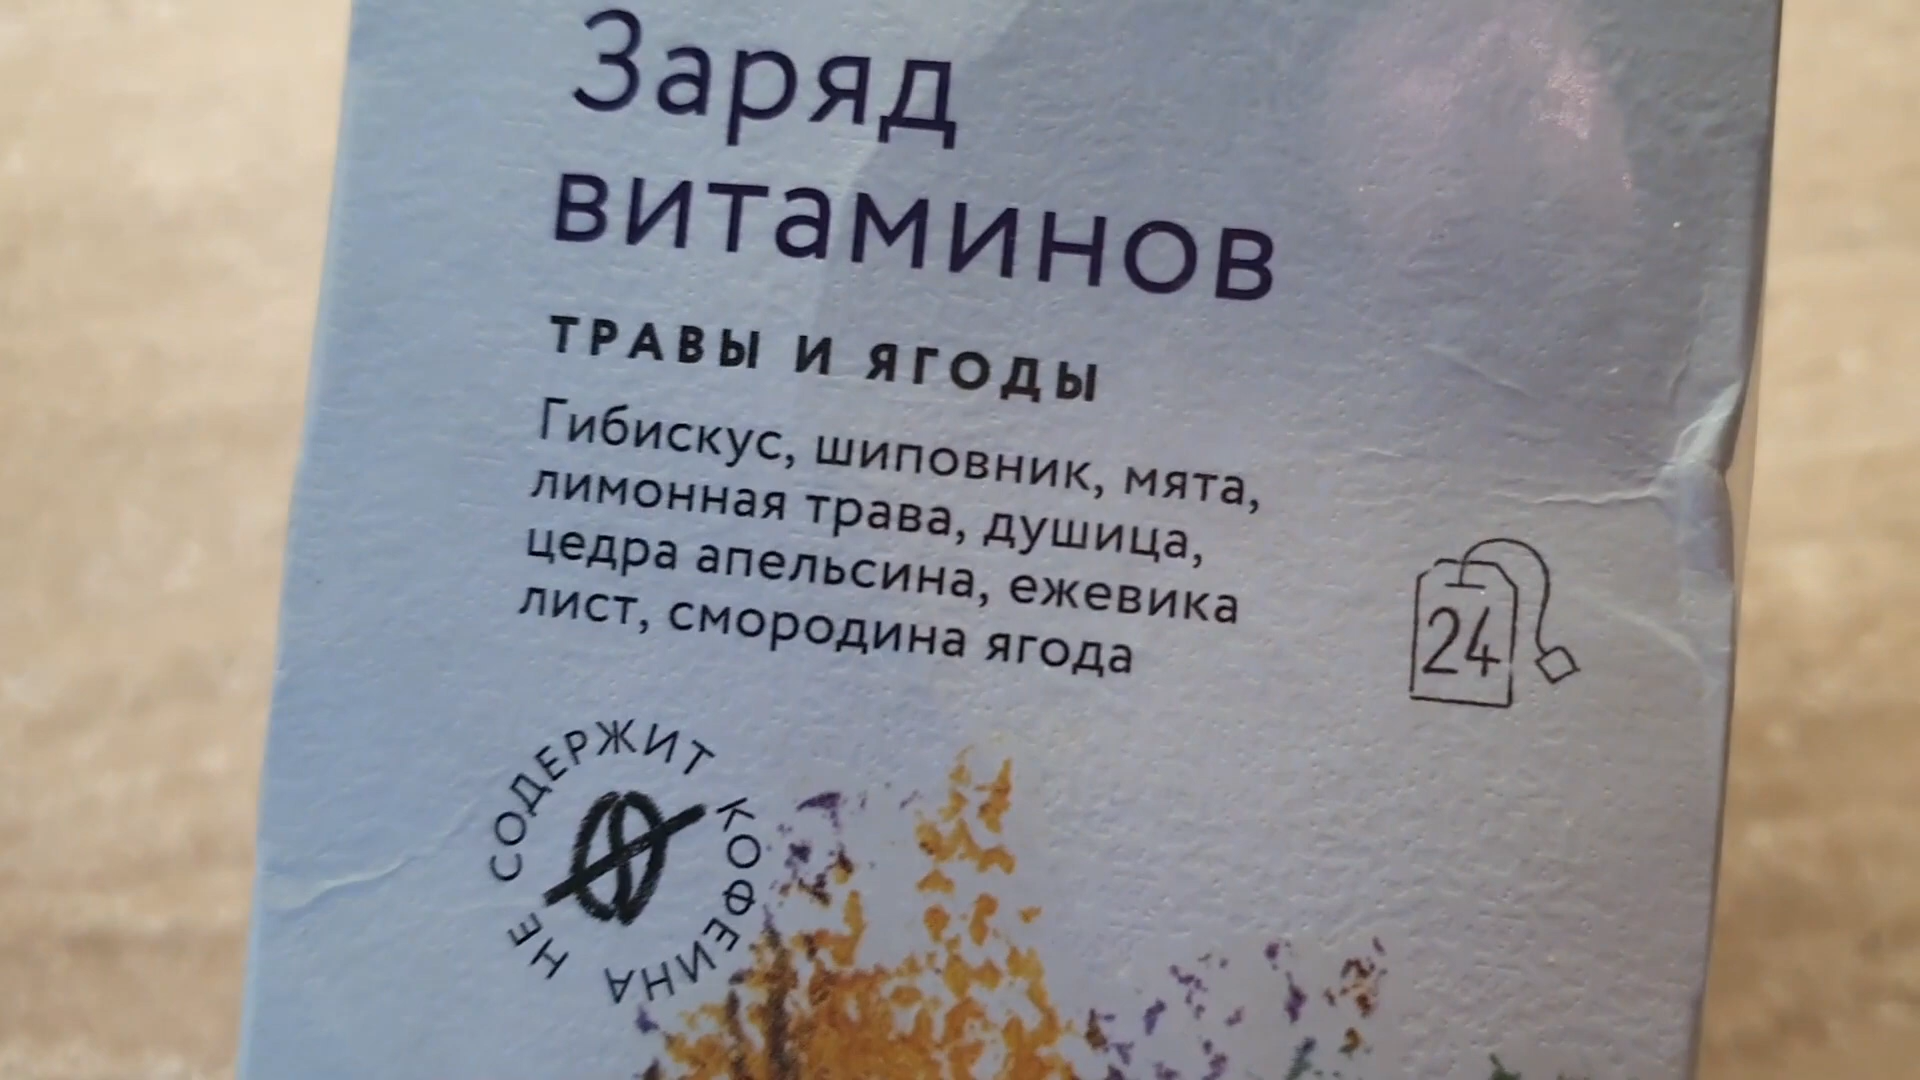 Заряд
витаминов
ТРАВЫ И ЯГОДЫ
Гибискус, шиповник, мята,
лимонная трава, душица,
цедра апельсина, ежевика
лист, смородина ягода
24
НЕ СОДЕРЖИТ КОФЕИНА